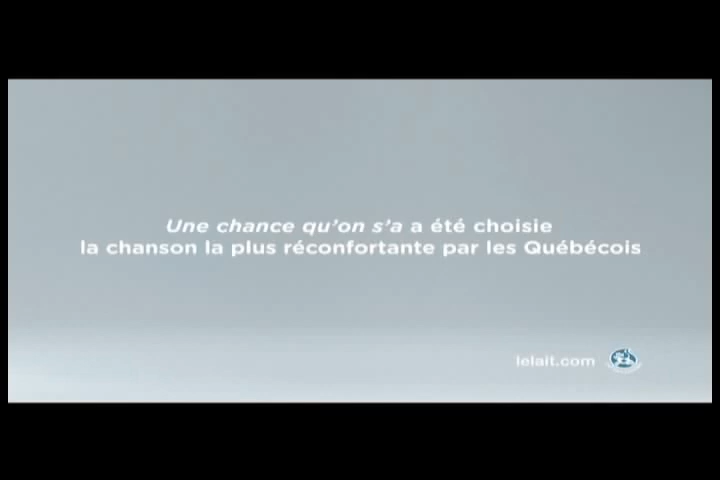 Une chance qu'on s'a a été choisie
la chanson la plus réconfortante par les Québécois
lelait.com